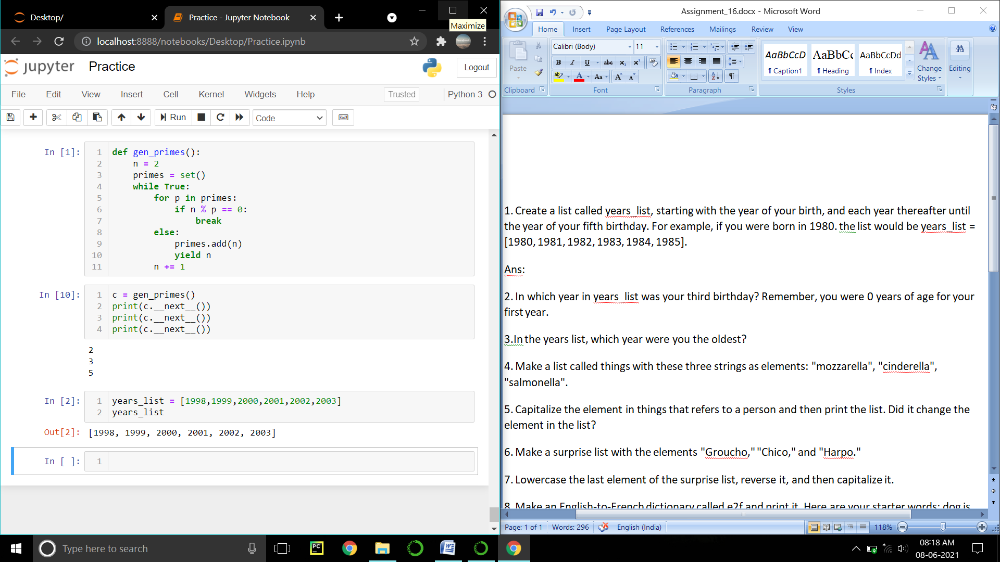 Desktop/
Practice - Jupyter Notebook
Maximize
localhost:8888/notebooks/Desktop/Practice.ipynb
jupyter Practice
Logout
File Edit View Insert Cell Kernel Widgets Help
Trusted
Python 3
Run
Code
In [1]:
1 def gen_primes():
2 n = 2
3 primes = set()
4 while True:
5 for p in primes:
6 if n % p == 0:
7 break
8 else:
9 primes.add(n)
10 yield n
11 n += 1
In [10]:
1 c = gen_primes()
2 print(c.__next__())
3 print(c.__next__())
4 print(c.__next__())
2
3
5
In [2]:
1 years_list = [1998,1999,2000,2001,2002,2003]
2 years_list
Out[2]: [1998, 1999, 2000, 2001, 2002, 2003]
In [ ]: 1
Assignment_16.docx - Microsoft Word
Home Insert Page Layout References Mailings Review View
Paste
Clipboard
Calibri (Body) 11
B I U abc x₂ x² 
ab A Aa A A
Font
Paragraph
AaBbCcD AaBbCc AaBbCcDd
¶ Caption1 ¶ Heading ¶ Index
Change
Styles
Styles
Editing
1. Create a list called years_list, starting with the year of your birth, and each year thereafter until
the year of your fifth birthday. For example, if you were born in 1980. the list would be years_list =
[1980, 1981, 1982, 1983, 1984, 1985].
Ans:
2. In which year in years_list was your third birthday? Remember, you were 0 years of age for your
first year.
3.In the years list, which year were you the oldest?
4. Make a list called things with these three strings as elements: "mozzarella", "cinderella",
"salmonella".
5. Capitalize the element in things that refers to a person and then print the list. Did it change the
element in the list?
6. Make a surprise list with the elements "Groucho," "Chico," and "Harpo."
7. Lowercase the last element of the surprise list, reverse it, and then capitalize it.
8. Make an English-to-French dictionary called e2f and print it. Here are your starter words: dog is
Page: 1 of 1 Words: 296 English (India)
118%
Type here to search
PC
W
08:18 AM
08-06-2021